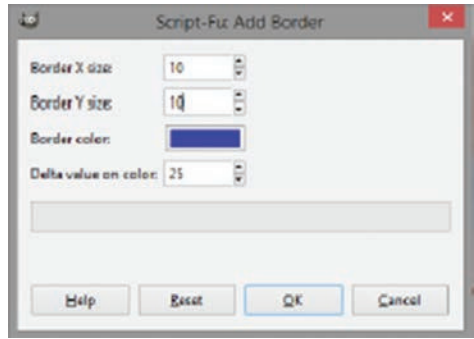 Script-Fu: Add Border
Border X size: 10
Border Y size: 10
Border color:
Delta value on color: 25
Help Reset OK Cancel